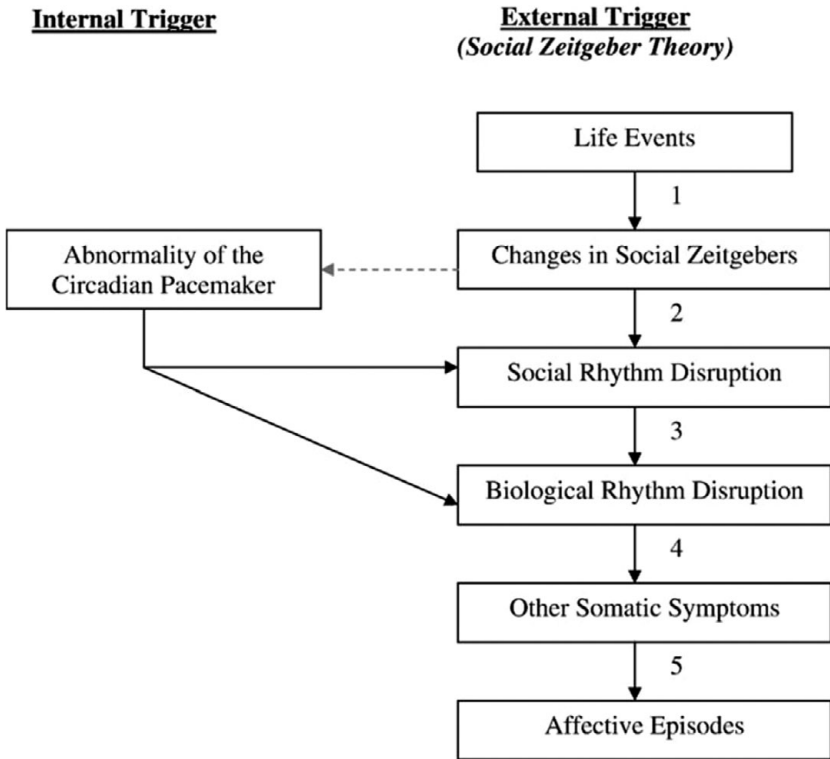 Internal Trigger
External Trigger
(Social Zeitgeber Theory)
Life Events
1
Abnormality of the
Circadian Pacemaker
Changes in Social Zeitgebers
2
Social Rhythm Disruption
3
Biological Rhythm Disruption
4
Other Somatic Symptoms
5
Affective Episodes